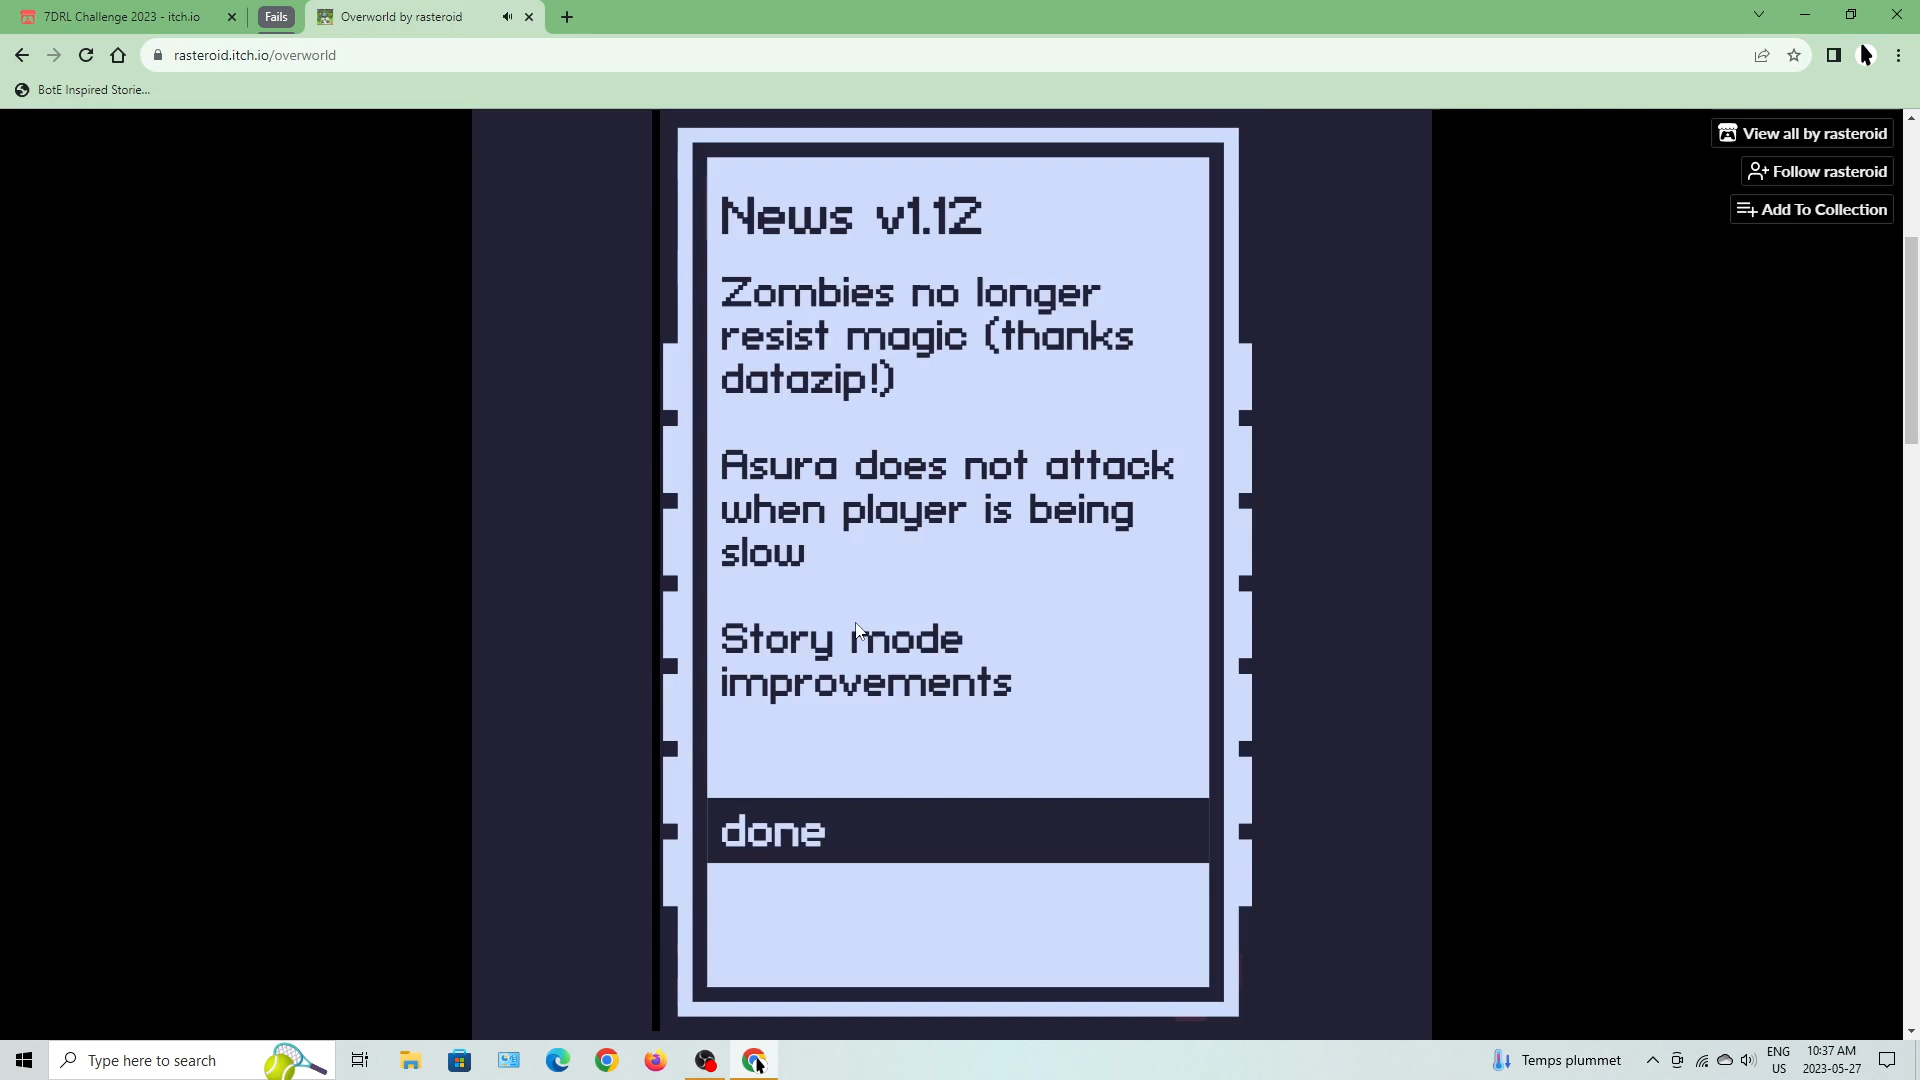 7DRL Challenge 2023 - itch.io
Fails
Overworld by rasteroid
rasteroid.itch.io/overworld
BotE Inspired Storie...
View all by rasteroid
Follow rasteroid
Add To Collection
News v1.12
Zombies no longer
resist magic (thanks
datazip!)
Asura does not attack
when player is being
slow
Story mode
improvements
done
Type here to search
Temps plummet
ENG
US
10:37 AM
2023-05-27